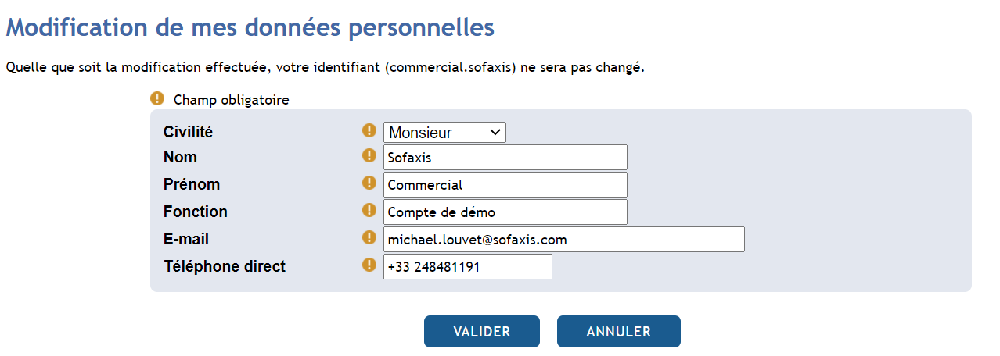 Modification de mes données personnelles
Quelle que soit la modification effectuée, votre identifiant (commercial.sofaxis) ne sera pas changé.
! Champ obligatoire
Civilité ! Monsieur
Nom ! Sofaxis
Prénom ! Commercial
Fonction ! Compte de démo
E-mail ! michael.louvet@sofaxis.com
Téléphone direct ! +33 248481191
VALIDER ANNULER